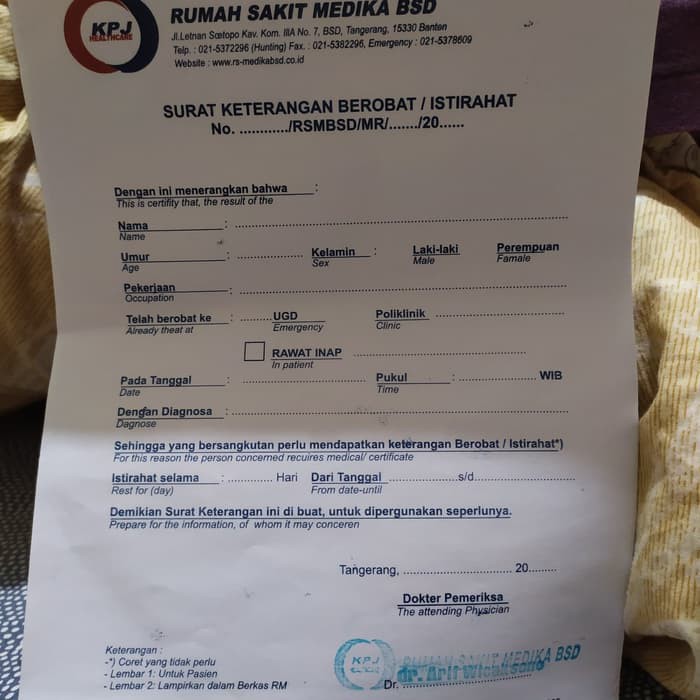 KPJ
HEALTHCARE
RUMAH SAKIT MEDIKA BSD
Jl.Letnan Soetopo Kav. Kom. IIIA No. 7, BSD, Tangerang, 15330 Banten
Telp. : 021-5372296 (Hunting) Fax. : 021-5382296, Emergency : 021-5378609
Website : www.rs-medikabsd.co.id
SURAT KETERANGAN BEROBAT / ISTIRAHAT
No. ............/RSMBSD/MR/......./20......
Dengan ini menerangkan bahwa :
This is certifity that, the result of the
Nama : ....................
Name
Umur : .................... Kelamin : Laki-laki Perempuan
Age Sex Male Famale
Pekerjaan : ....................
Occupation
Telah berobat ke : ......... UGD Poliklinik ....................
Already theat at Emergency Clinic
RAWAT INAP ....................
In patient
Pada Tanggal : .................... Pukul : .................... WIB
Date Time
Dengan Diagnosa : ....................
Dagnose
Sehingga yang bersangkutan perlu mendapatkan keterangan Berobat / Istirahat*)
For this reason the person concerned recuires medical/ certificate
Istirahat selama : ............. Hari Dari Tanggal ....................s/d....................
Rest for (day) From date-until
Demikian Surat Keterangan ini di buat, untuk dipergunakan seperlunya.
Prepare for the information, of whom it may conceren
Tangerang, .................... 20.........
Dokter Pemeriksa
The attending Physician
Keterangan :
-*) Coret yang tidak perlu
- Lembar 1: Untuk Pasien
- Lembar 2: Lampirkan dalam Berkas RM
KPJ
RUMAH SAKIT MEDIKA BSD
dr. Arif
Dr. ....................